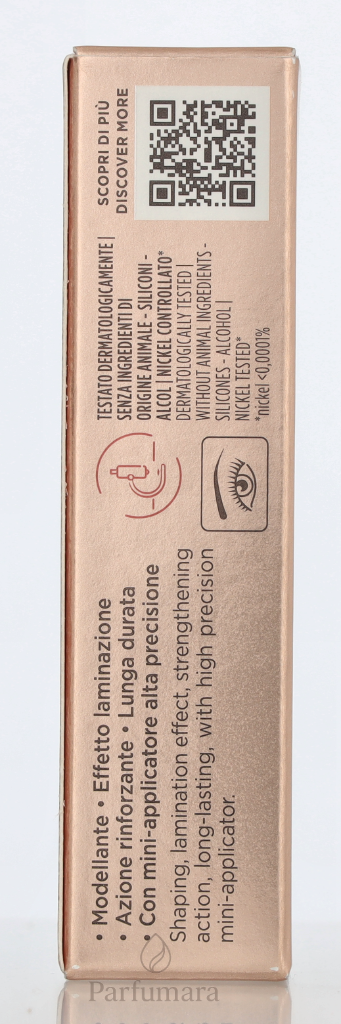 • Modellante • Effetto laminazione
• Azione rinforzante • Lunga durata
• Con mini-applicatore alta precisione
Shaping, lamination effect, strengthening
action, long-lasting, with high precision
mini-applicator.
TESTATO DERMATOLOGICAMENTE |
SENZA INGREDIENTI DI
ORIGINE ANIMALE - SILICONI -
ALCOL | NICKEL CONTROLLATO*
DERMATOLOGICALLY TESTED |
WITHOUT ANIMAL INGREDIENTS -
SILICONES - ALCOHOL |
NICKEL TESTED*
*nickel <0,0001%
SCOPRI DI PIÙ
DISCOVER MORE
Parfumara